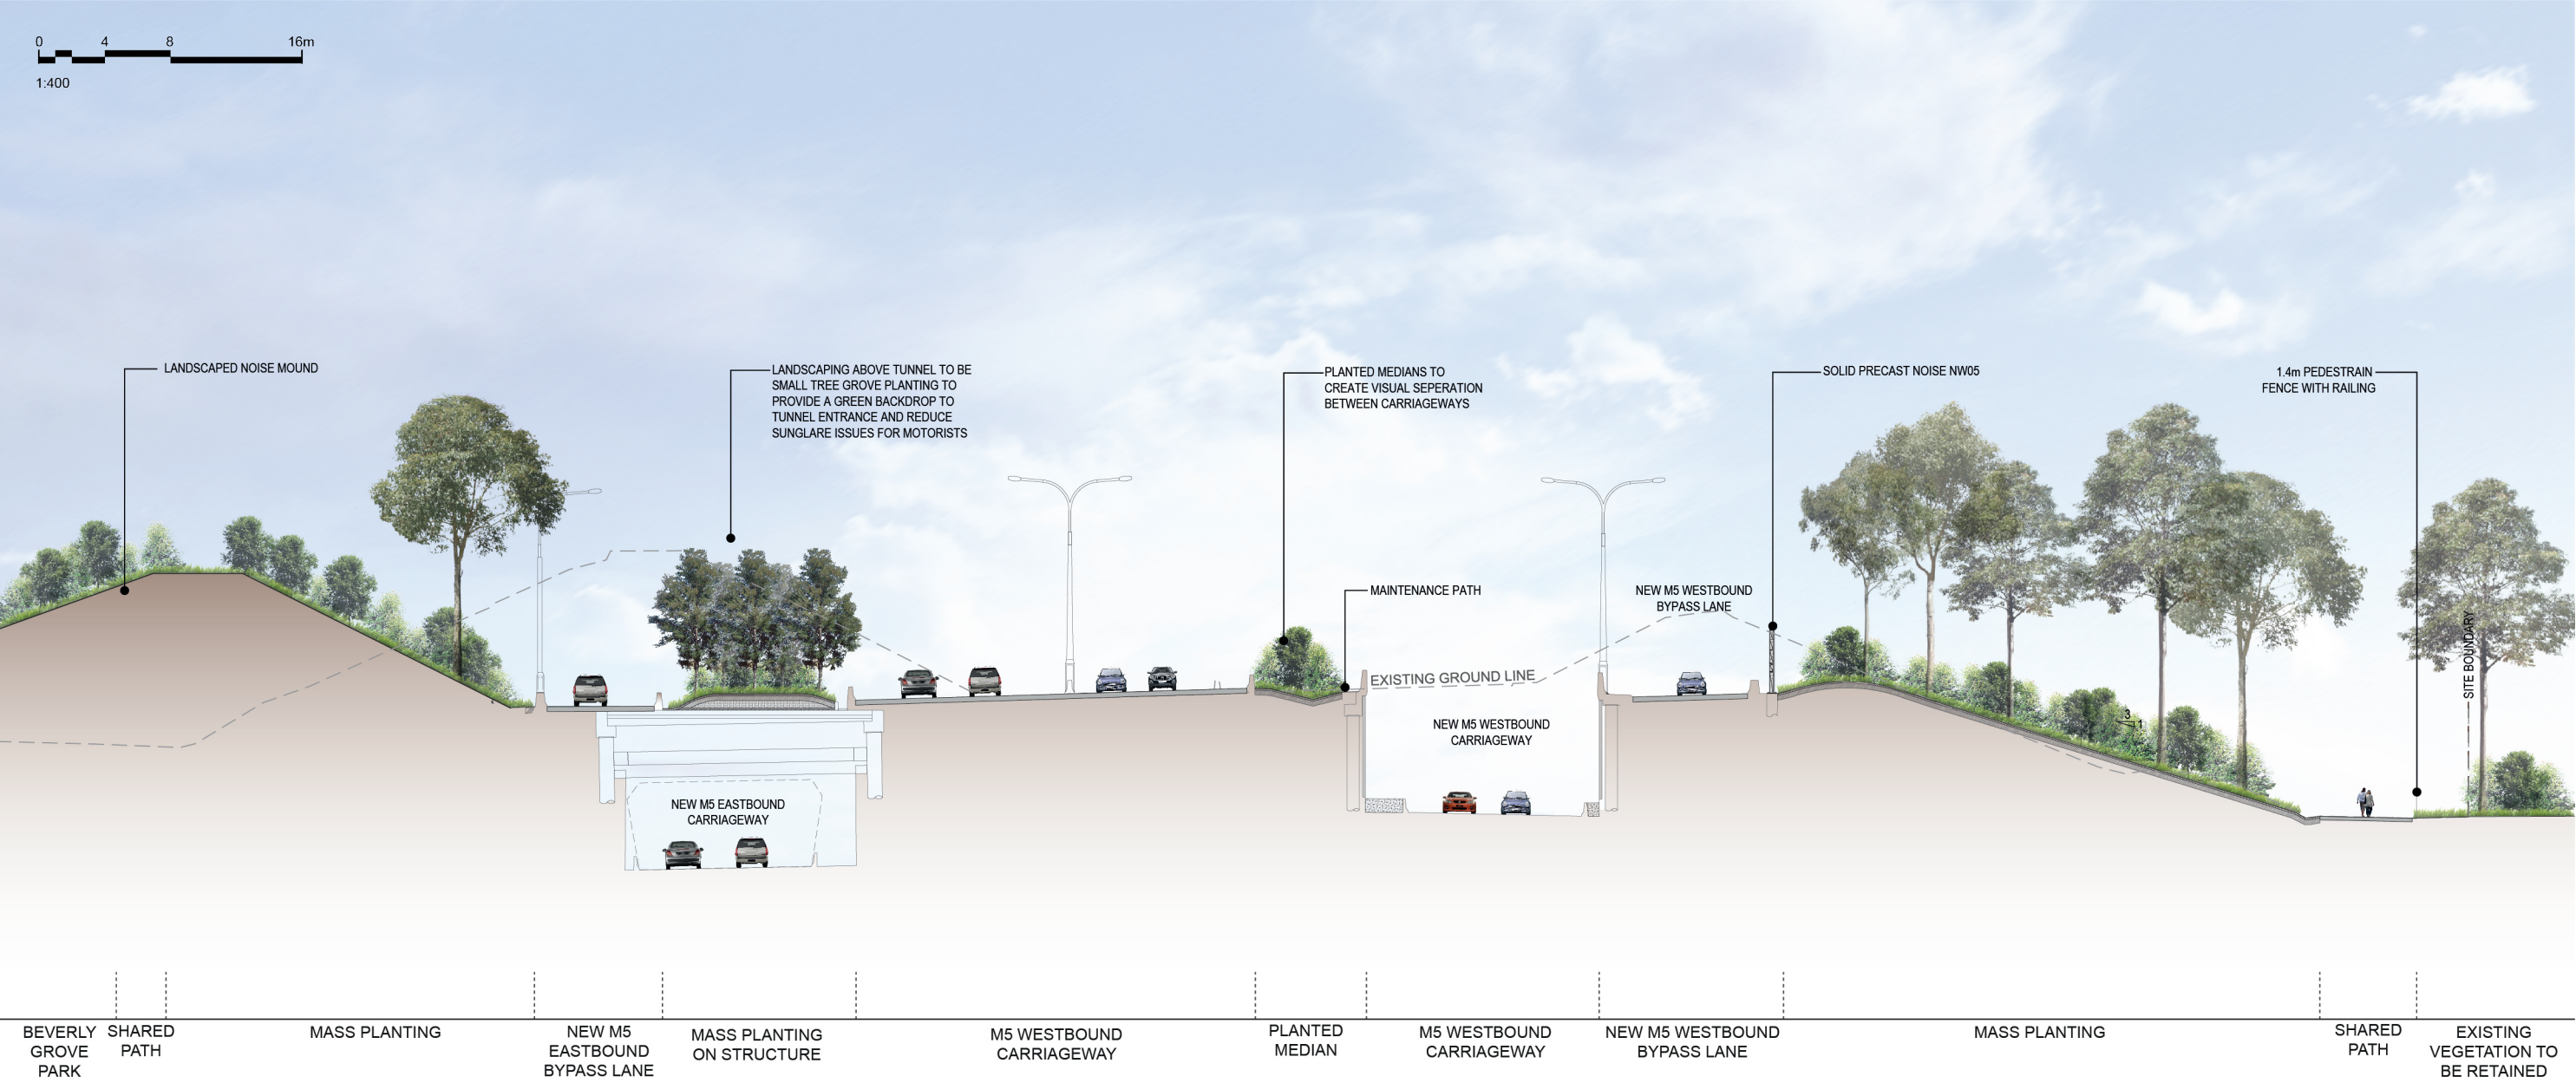 0 4 8 16m
1:400
LANDSCAPED NOISE MOUND
LANDSCAPING ABOVE TUNNEL TO BE
SMALL TREE GROVE PLANTING TO
PROVIDE A GREEN BACKDROP TO
TUNNEL ENTRANCE AND REDUCE
SUNGLARE ISSUES FOR MOTORISTS
PLANTED MEDIANS TO
CREATE VISUAL SEPERATION
BETWEEN CARRIAGEWAYS
SOLID PRECAST NOISE NW05
1.4m PEDESTRAIN
FENCE WITH RAILING
MAINTENANCE PATH
NEW M5 WESTBOUND
BYPASS LANE
EXISTING GROUND LINE
SITE BOUNDARY
NEW M5 WESTBOUND
CARRIAGEWAY
3
1
NEW M5 EASTBOUND
CARRIAGEWAY
BEVERLY
GROVE
PARK
SHARED
PATH
MASS PLANTING
NEW M5
EASTBOUND
BYPASS LANE
MASS PLANTING
ON STRUCTURE
M5 WESTBOUND
CARRIAGEWAY
PLANTED
MEDIAN
M5 WESTBOUND
CARRIAGEWAY
NEW M5 WESTBOUND
BYPASS LANE
MASS PLANTING
SHARED
PATH
EXISTING
VEGETATION TO
BE RETAINED